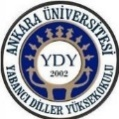 ANKARA ÜNİVERSİTESİ
YDY
2002
YABANCI DİLLER YÜKSEKOKULU